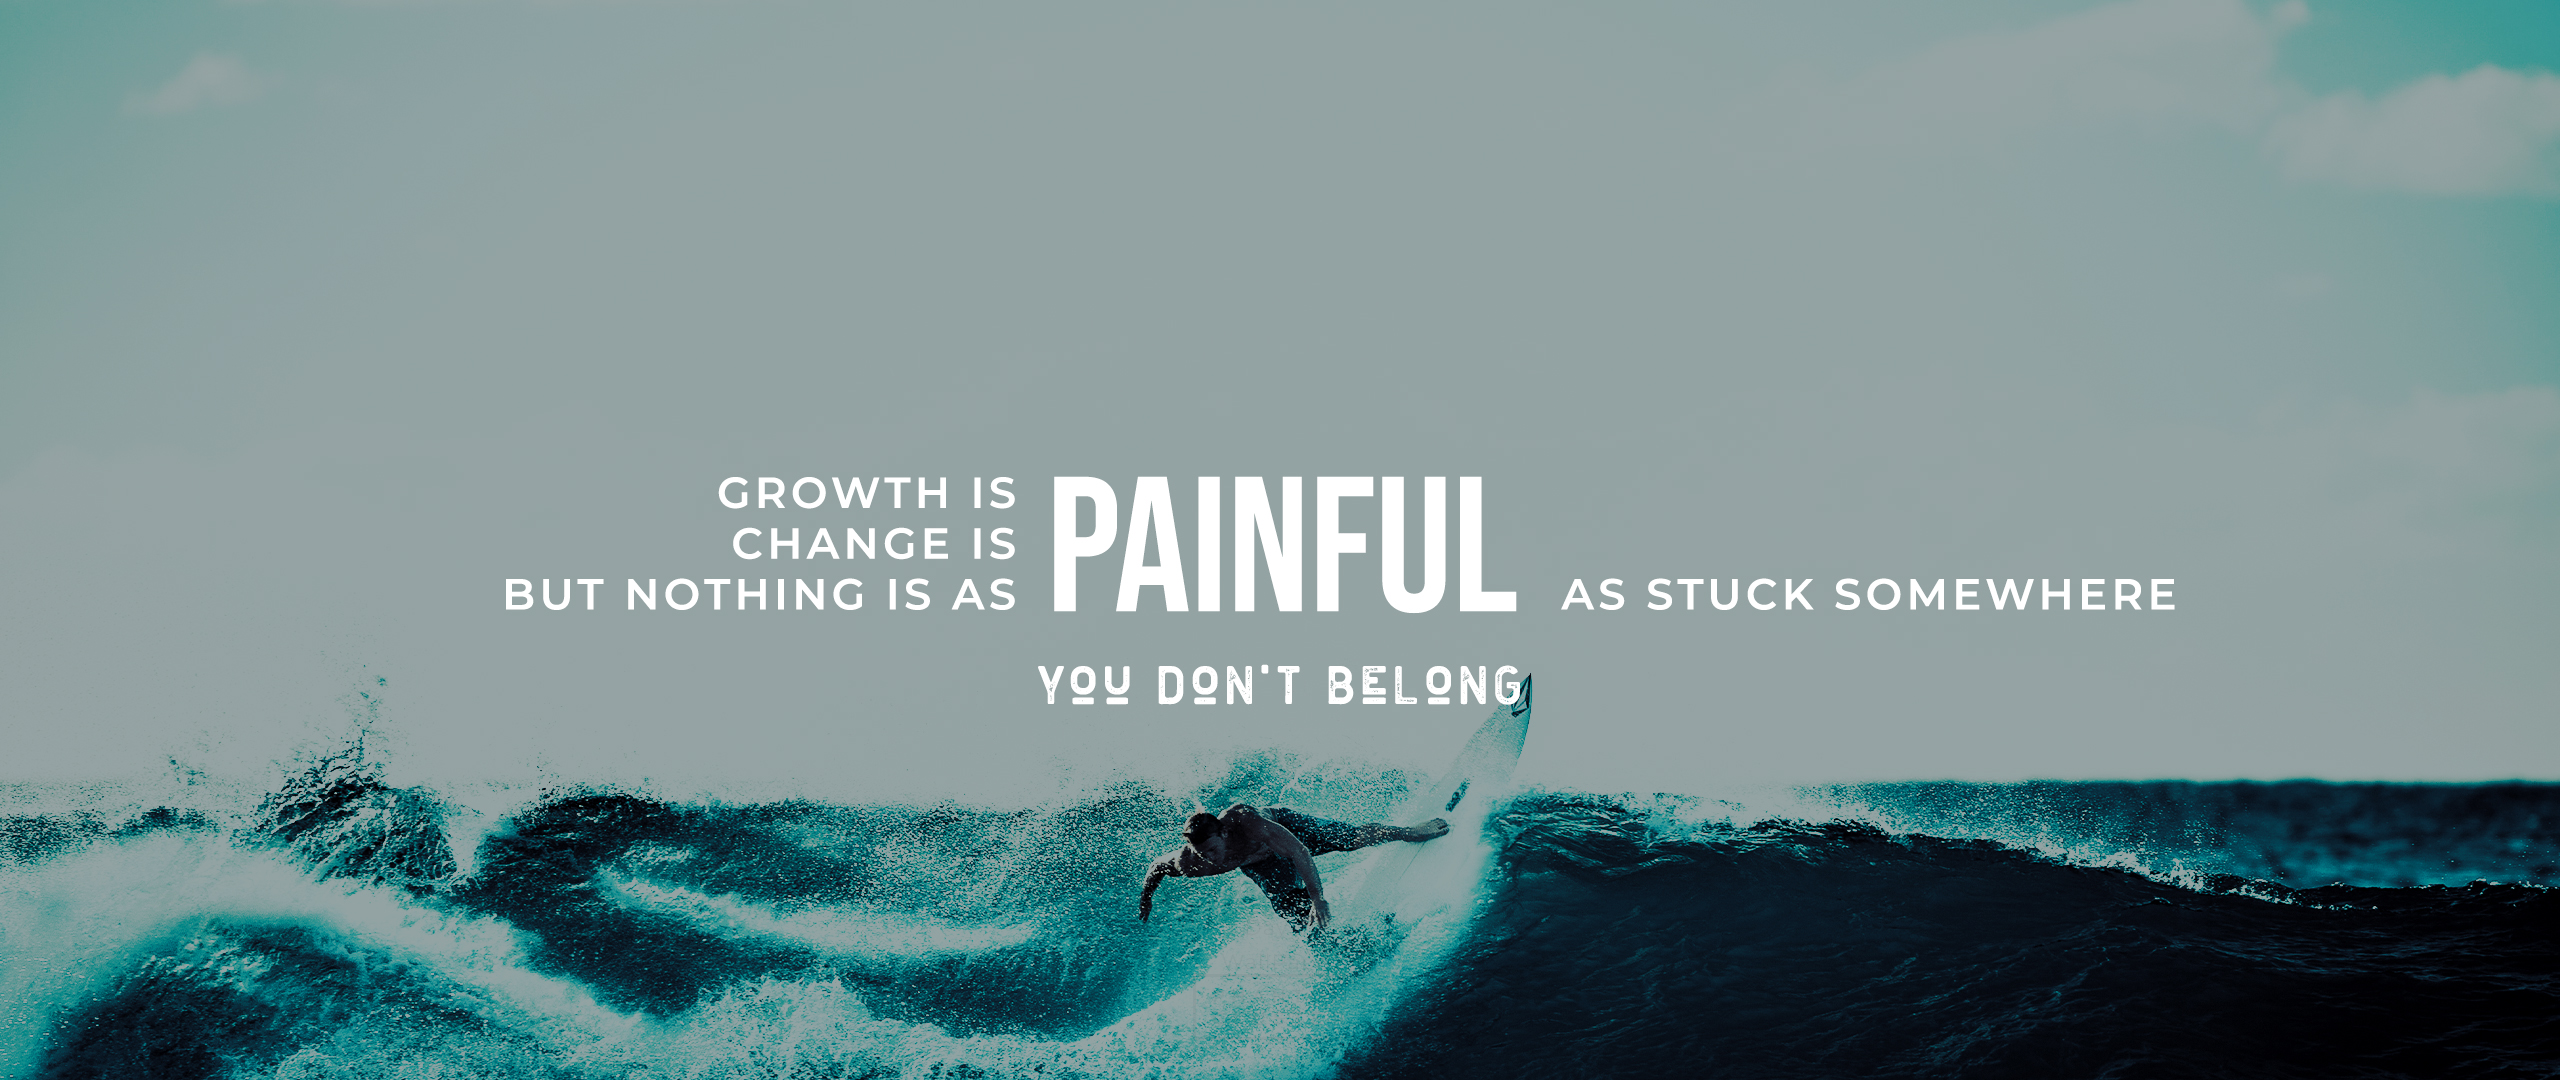 GROWTH IS
CHANGE IS
BUT NOTHING IS AS PAINFUL AS STUCK SOMEWHERE
YOU DON'T BELONG